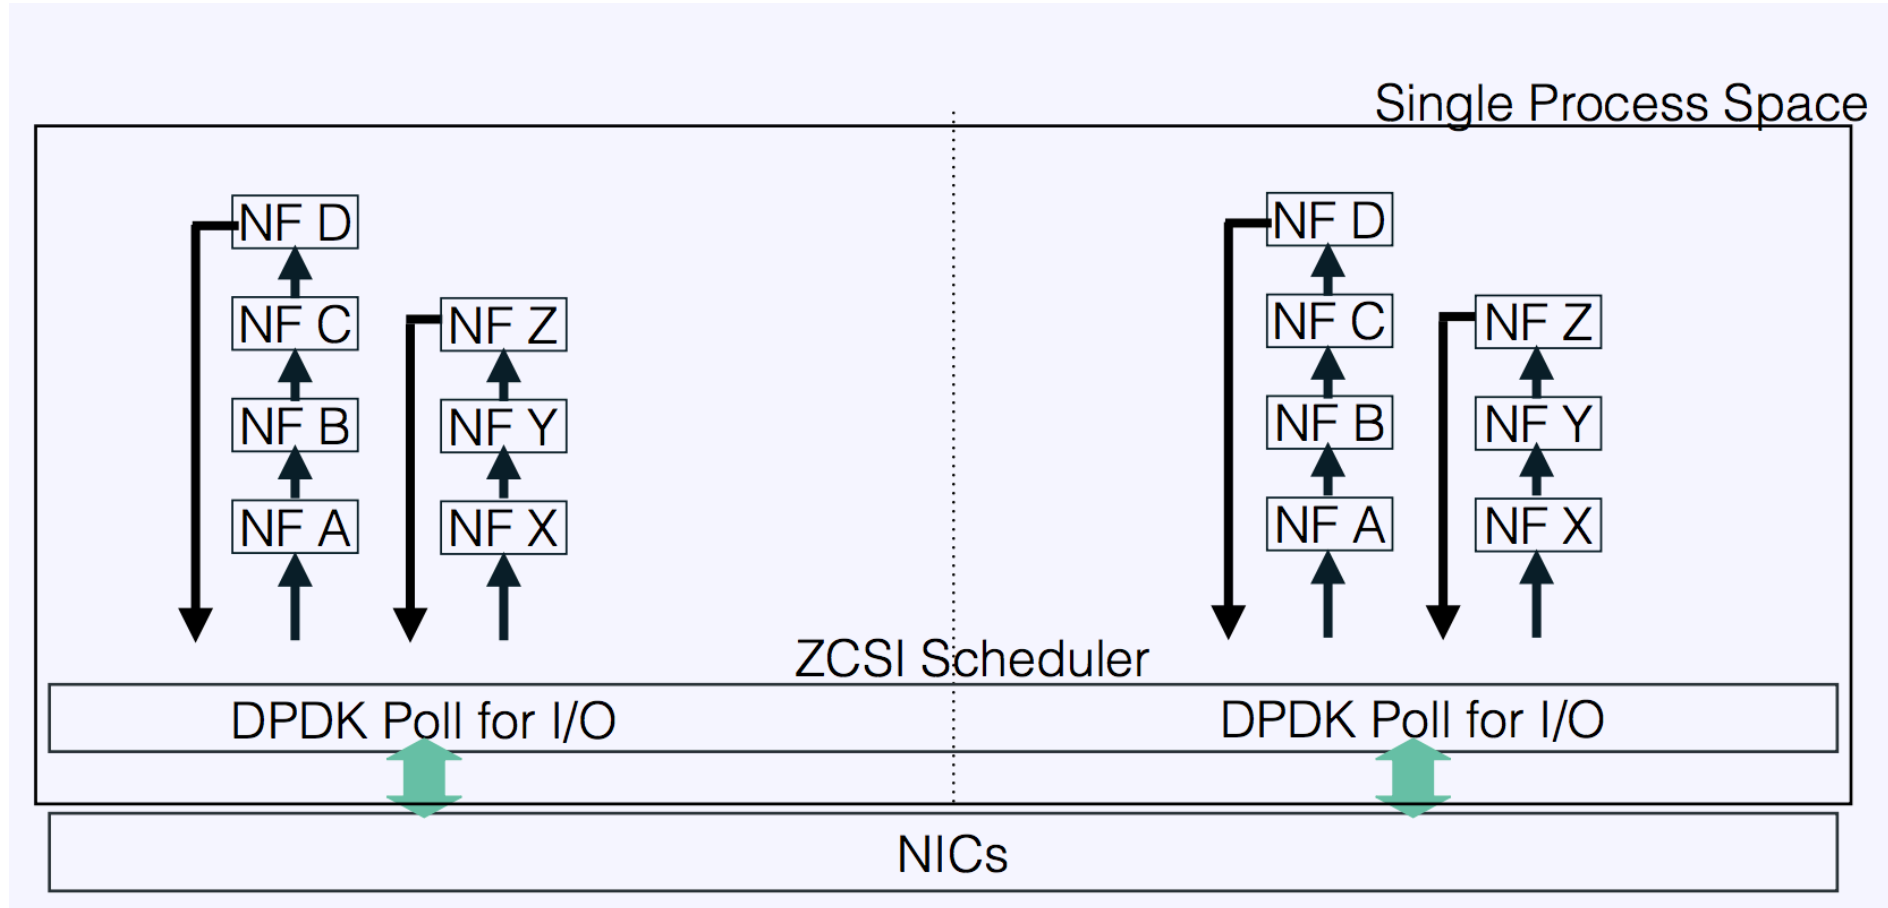 Single Process Space
NF D
NF C
NF B
NF A
NF Z
NF Y
NF X
NF D
NF C
NF B
NF A
NF Z
NF Y
NF X
ZCSI Scheduler
DPDK Poll for I/O
DPDK Poll for I/O
NICs